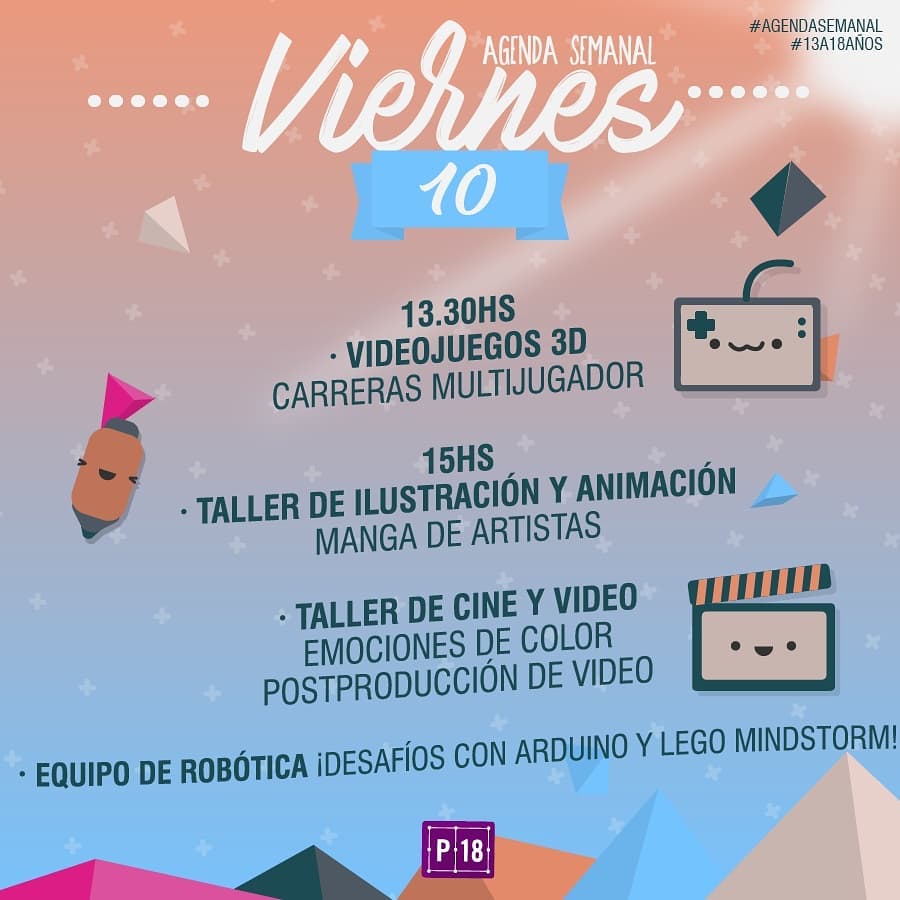 #AGENDASEMANAL
#13A18AÑOS
AGENDA SEMANAL
Viernes
10
13.30HS
· VIDEOJUEGOS 3D
CARRERAS MULTIJUGADOR
15HS
· TALLER DE ILUSTRACIÓN Y ANIMACIÓN
MANGA DE ARTISTAS
· TALLER DE CINE Y VIDEO
EMOCIONES DE COLOR
POSTPRODUCCIÓN DE VIDEO
· EQUIPO DE ROBÓTICA ¡DESAFÍOS CON ARDUINO Y LEGO MINDSTORM!
P 18